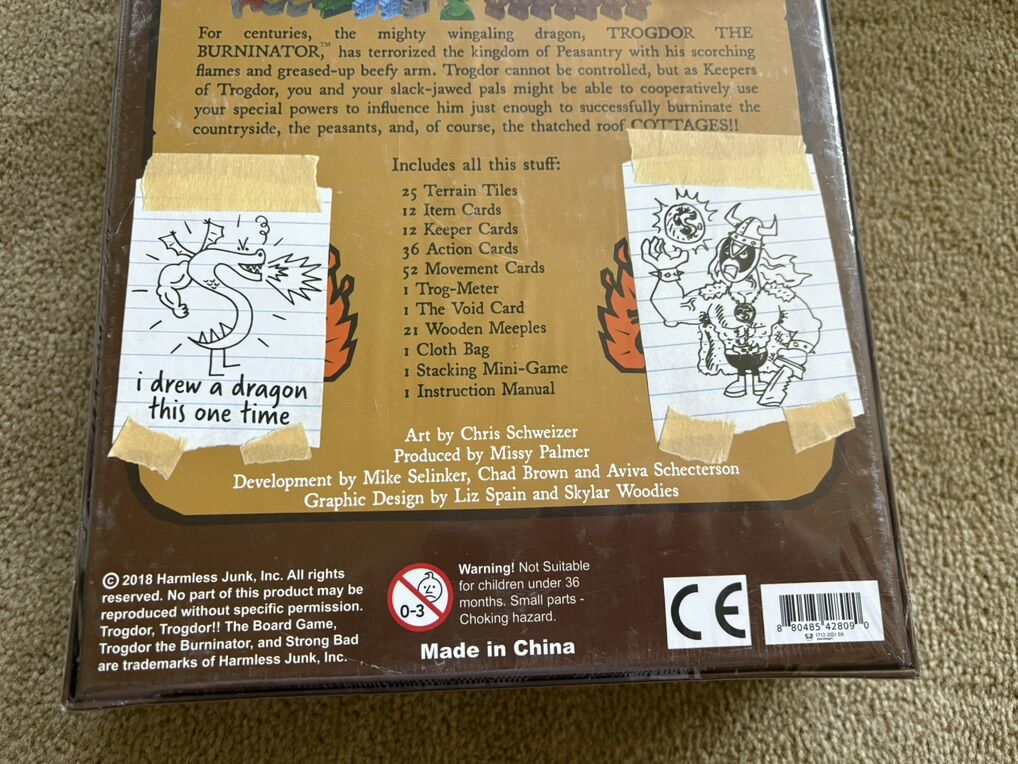 For centuries, the mighty wingaling dragon, TROGDOR THE
BURNINATOR,™ has terrorized the kingdom of Peasantry with his scorching
flames and greased-up beefy arm. Trogdor cannot be controlled, but as Keepers
of Trogdor, you and your slack-jawed pals might be able to cooperatively use
your special powers to influence him just enough to successfully burninate the
countryside, the peasants, and, of course, the thatched roof COTTAGES!!
Includes all this stuff:
25 Terrain Tiles
12 Item Cards
12 Keeper Cards
36 Action Cards
52 Movement Cards
1 Trog-Meter
1 The Void Card
21 Wooden Meeples
1 Cloth Bag
1 Stacking Mini-Game
1 Instruction Manual
i drew a dragon
this one time
Art by Chris Schweizer
Produced by Missy Palmer
Development by Mike Selinker, Chad Brown and Aviva Schecterson
Graphic Design by Liz Spain and Skylar Woodies
© 2018 Harmless Junk, Inc. All rights
reserved. No part of this product may be
reproduced without specific permission.
Trogdor, Trogdor!! The Board Game,
Trogdor the Burninator, and Strong Bad
are trademarks of Harmless Junk, Inc.
0-3
Warning! Not Suitable
for children under 36
months. Small parts -
Choking hazard.
Made in China
CE
8 80485 42809 0